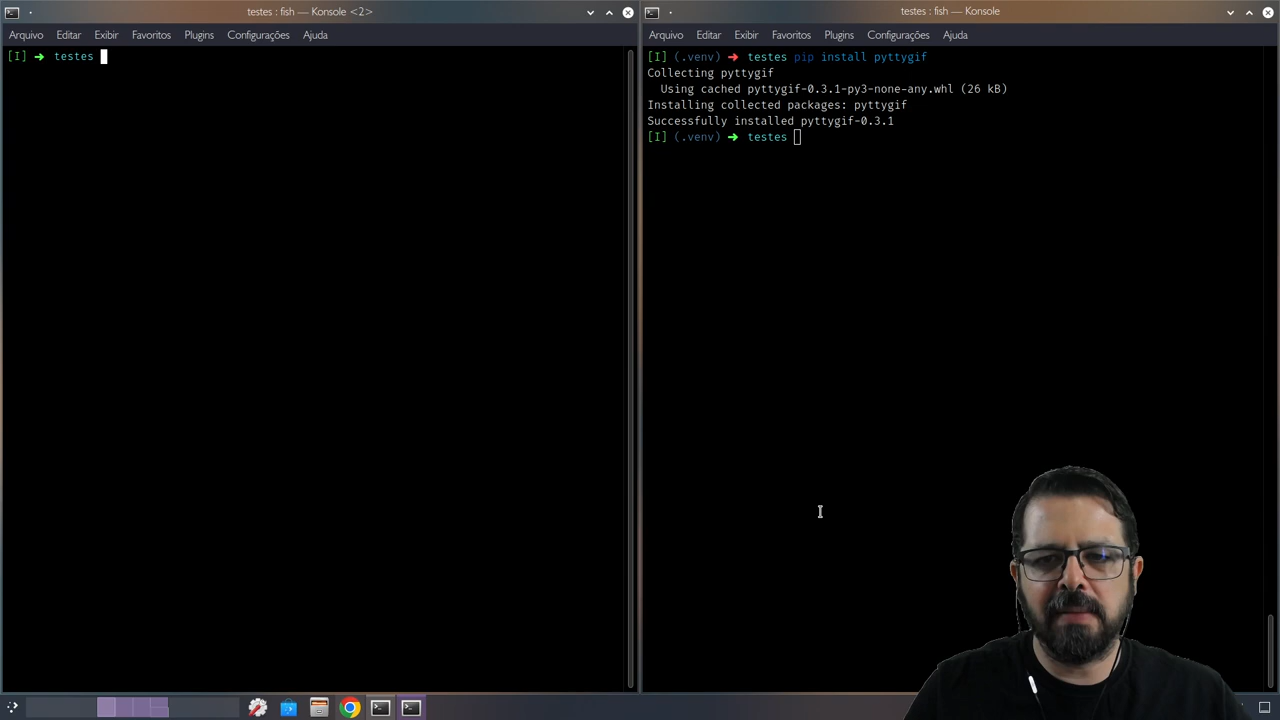 testes : fish — Konsole <2>
Arquivo Editar Exibir Favoritos Plugins Configurações Ajuda
[I] ➜ testes
testes : fish — Konsole
Arquivo Editar Exibir Favoritos Plugins Configurações Ajuda
[I] (.venv) ➜ testes pip install pyttygif
Collecting pyttygif
Using cached pyttygif-0.3.1-py3-none-any.whl (26 kB)
Installing collected packages: pyttygif
Successfully installed pyttygif-0.3.1
[I] (.venv) ➜ testes